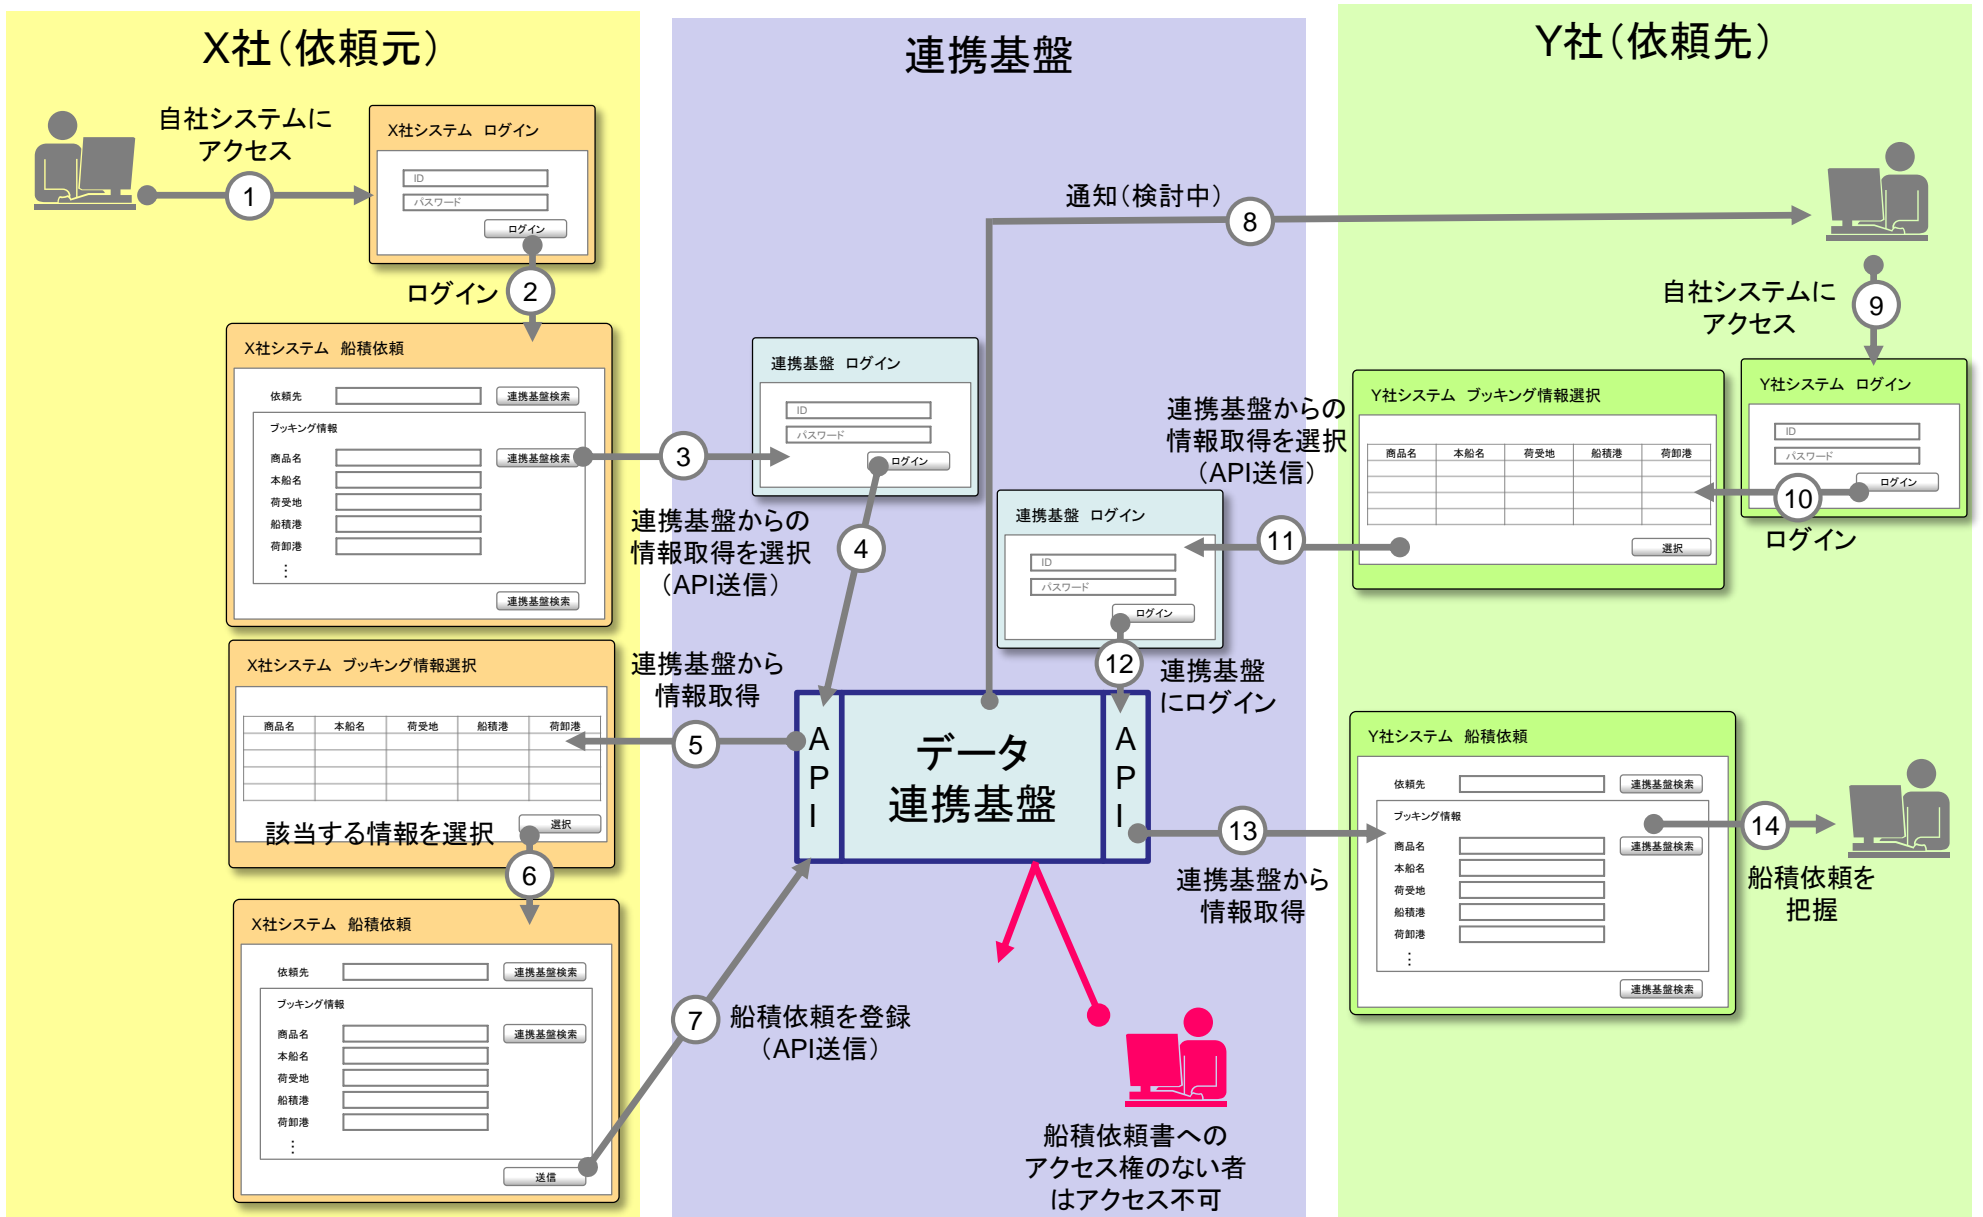 X社（依頼元）
自社システムに
アクセス
1
X社システム　ログイン
ID
パスワード
ログイン
ログイン
2
X社システム　船積依頼
依頼先
連携基盤検索
ブッキング情報
商品名
連携基盤検索
本船名
荷受地
船積港
荷卸港
⋮
連携基盤検索
3
連携基盤からの
情報取得を選択
（API送信）
X社システム　ブッキング情報選択
商品名 本船名 荷受地 船積港 荷卸港
選択
該当する情報を選択
6
連携基盤から
情報取得
5
X社システム　船積依頼
依頼先
連携基盤検索
ブッキング情報
商品名
連携基盤検索
本船名
荷受地
船積港
荷卸港
⋮
送信
7
船積依頼を登録
（API送信）
連携基盤
通知（検討中）
8
連携基盤　ログイン
ID
パスワード
ログイン
4
連携基盤　ログイン
ID
パスワード
ログイン
12
連携基盤
にログイン
API
データ
連携基盤
API
13
連携基盤から
情報取得
船積依頼書への
アクセス権のない者
はアクセス不可
Y社（依頼先）
自社システムに
アクセス
9
Y社システム　ログイン
ID
パスワード
ログイン
10
ログイン
Y社システム　ブッキング情報選択
商品名 本船名 荷受地 船積港 荷卸港
選択
連携基盤からの
情報取得を選択
（API送信）
11
Y社システム　船積依頼
依頼先
連携基盤検索
ブッキング情報
商品名
連携基盤検索
本船名
荷受地
船積港
荷卸港
⋮
連携基盤検索
14
船積依頼を
把握